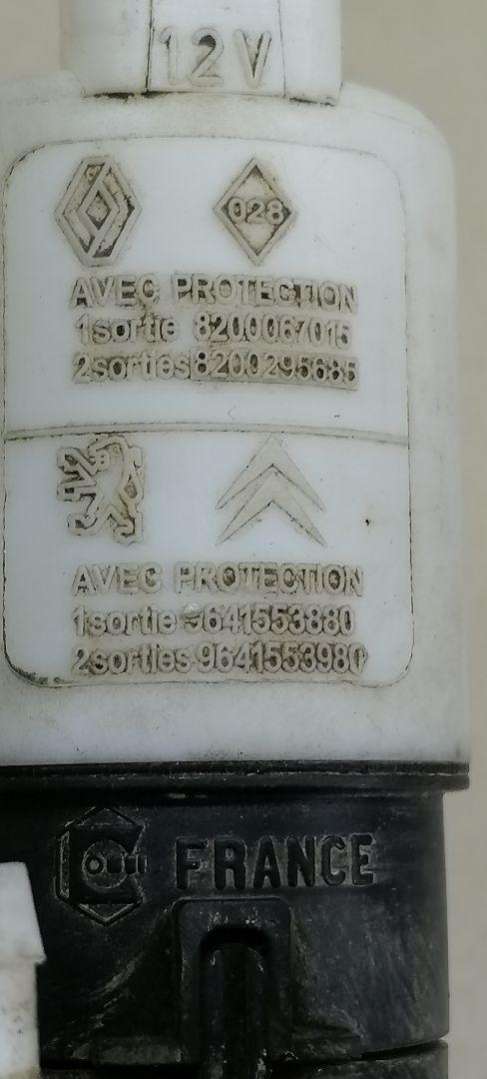 12V
028
AVEC PROTECTION
1sortie 8200067015
2sorties 8200295685
AVEC PROTECTION
1sortie 9641553880
2sorties 9641553980
FRANCE